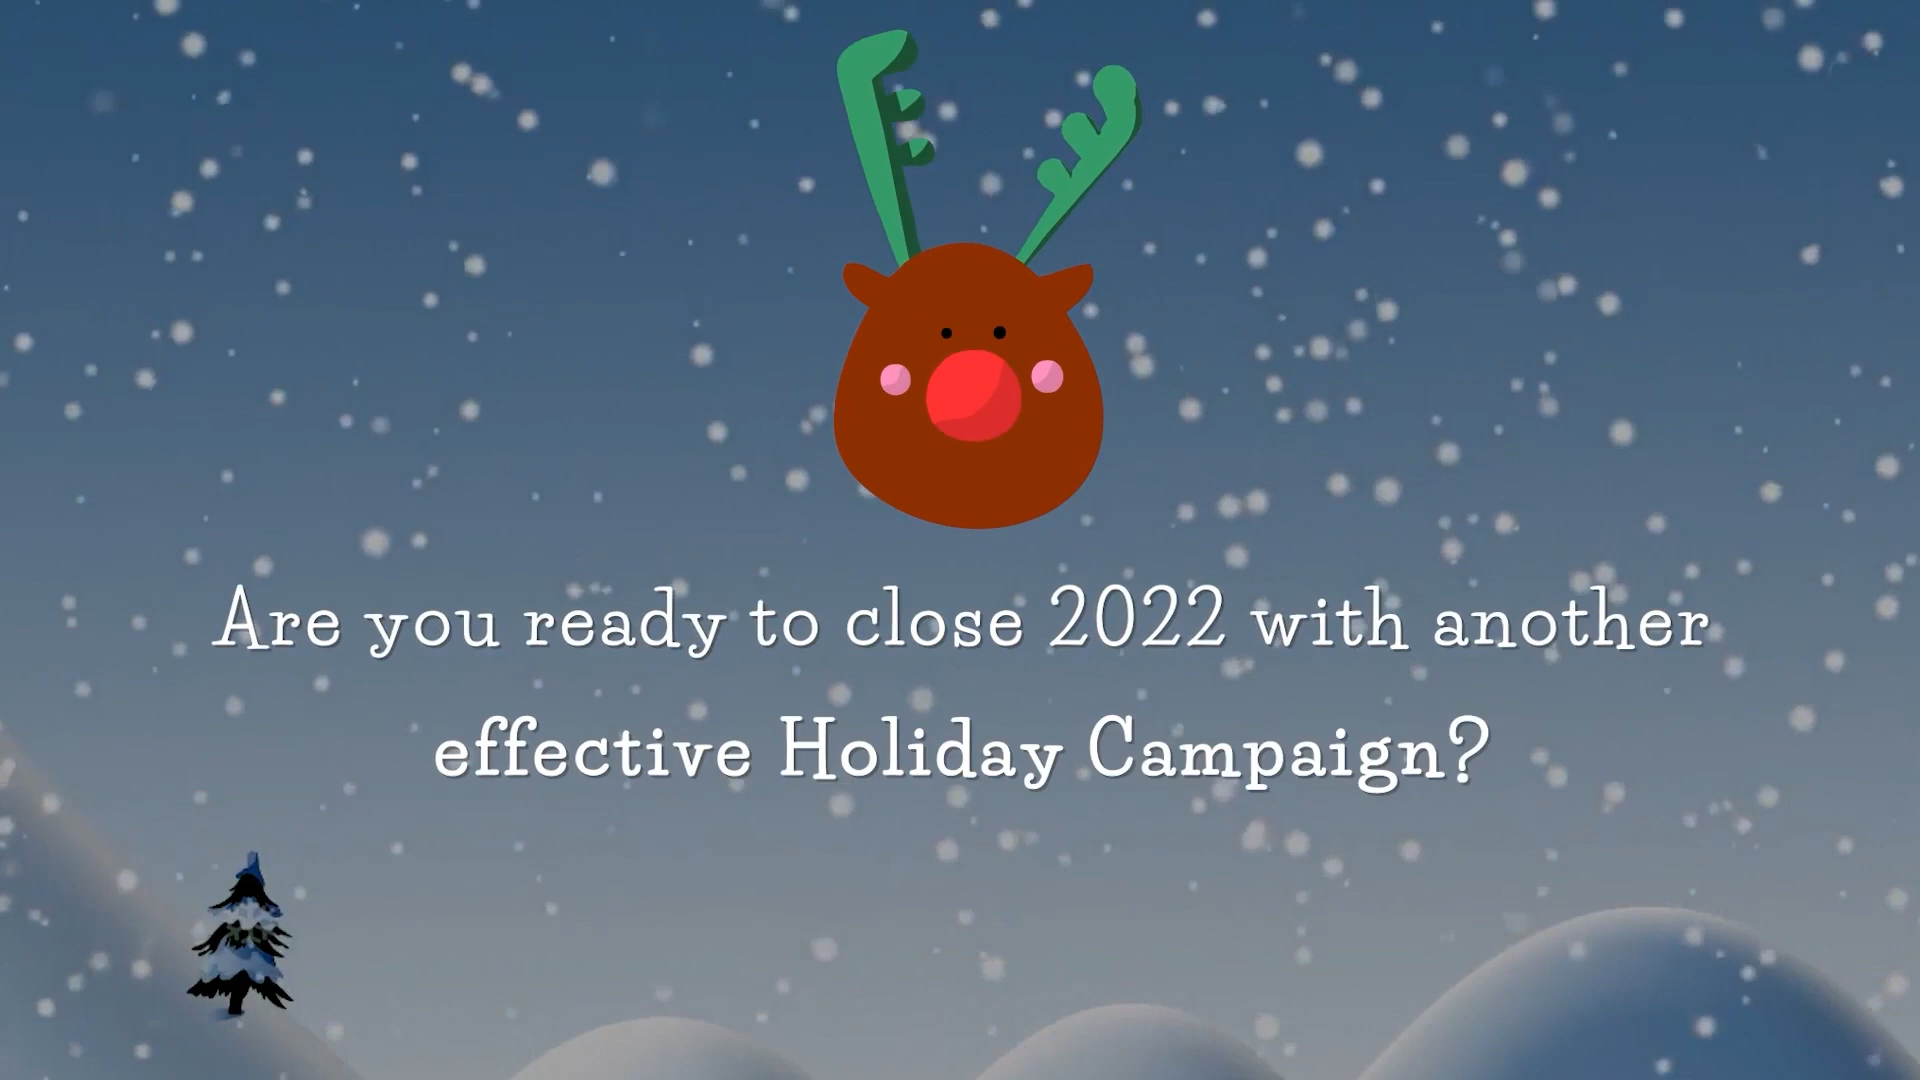 Are you ready to close 2022 with another
effective Holiday Campaign?